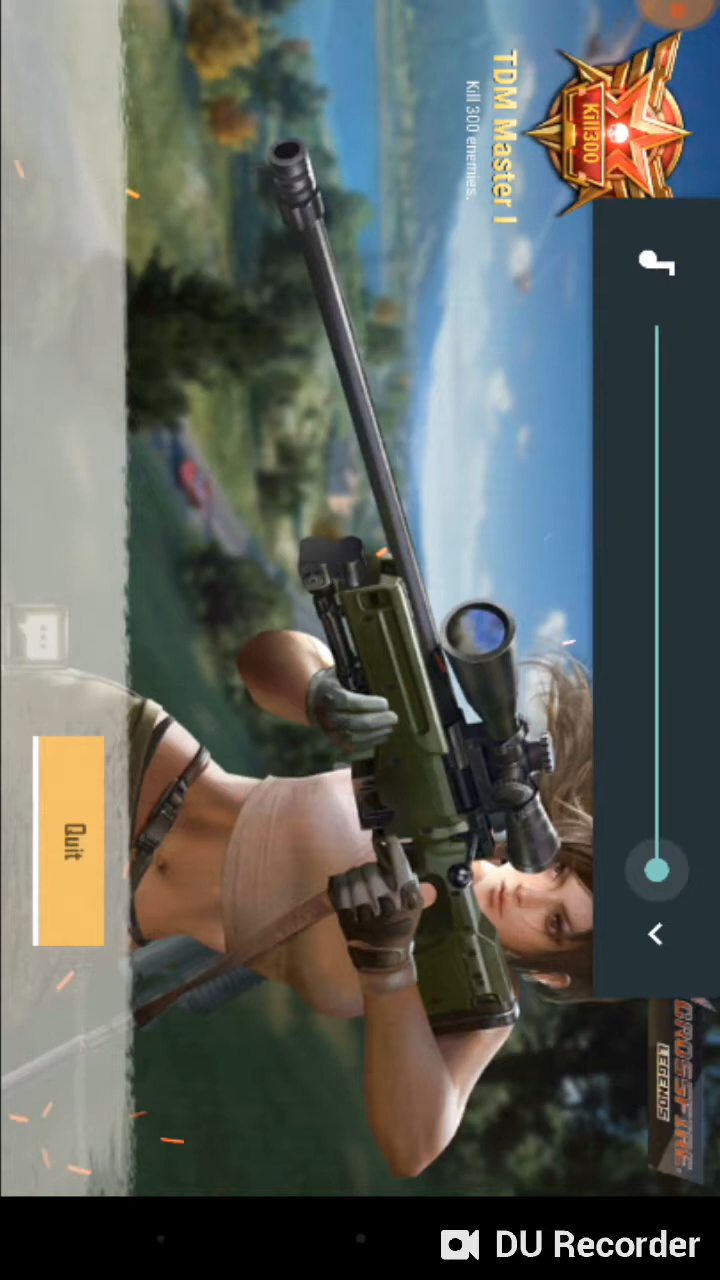 Kill300
TDM Master I
Kill 300 enemies.
CROSSFIRE
LEGENDS
Quit
DU Recorder